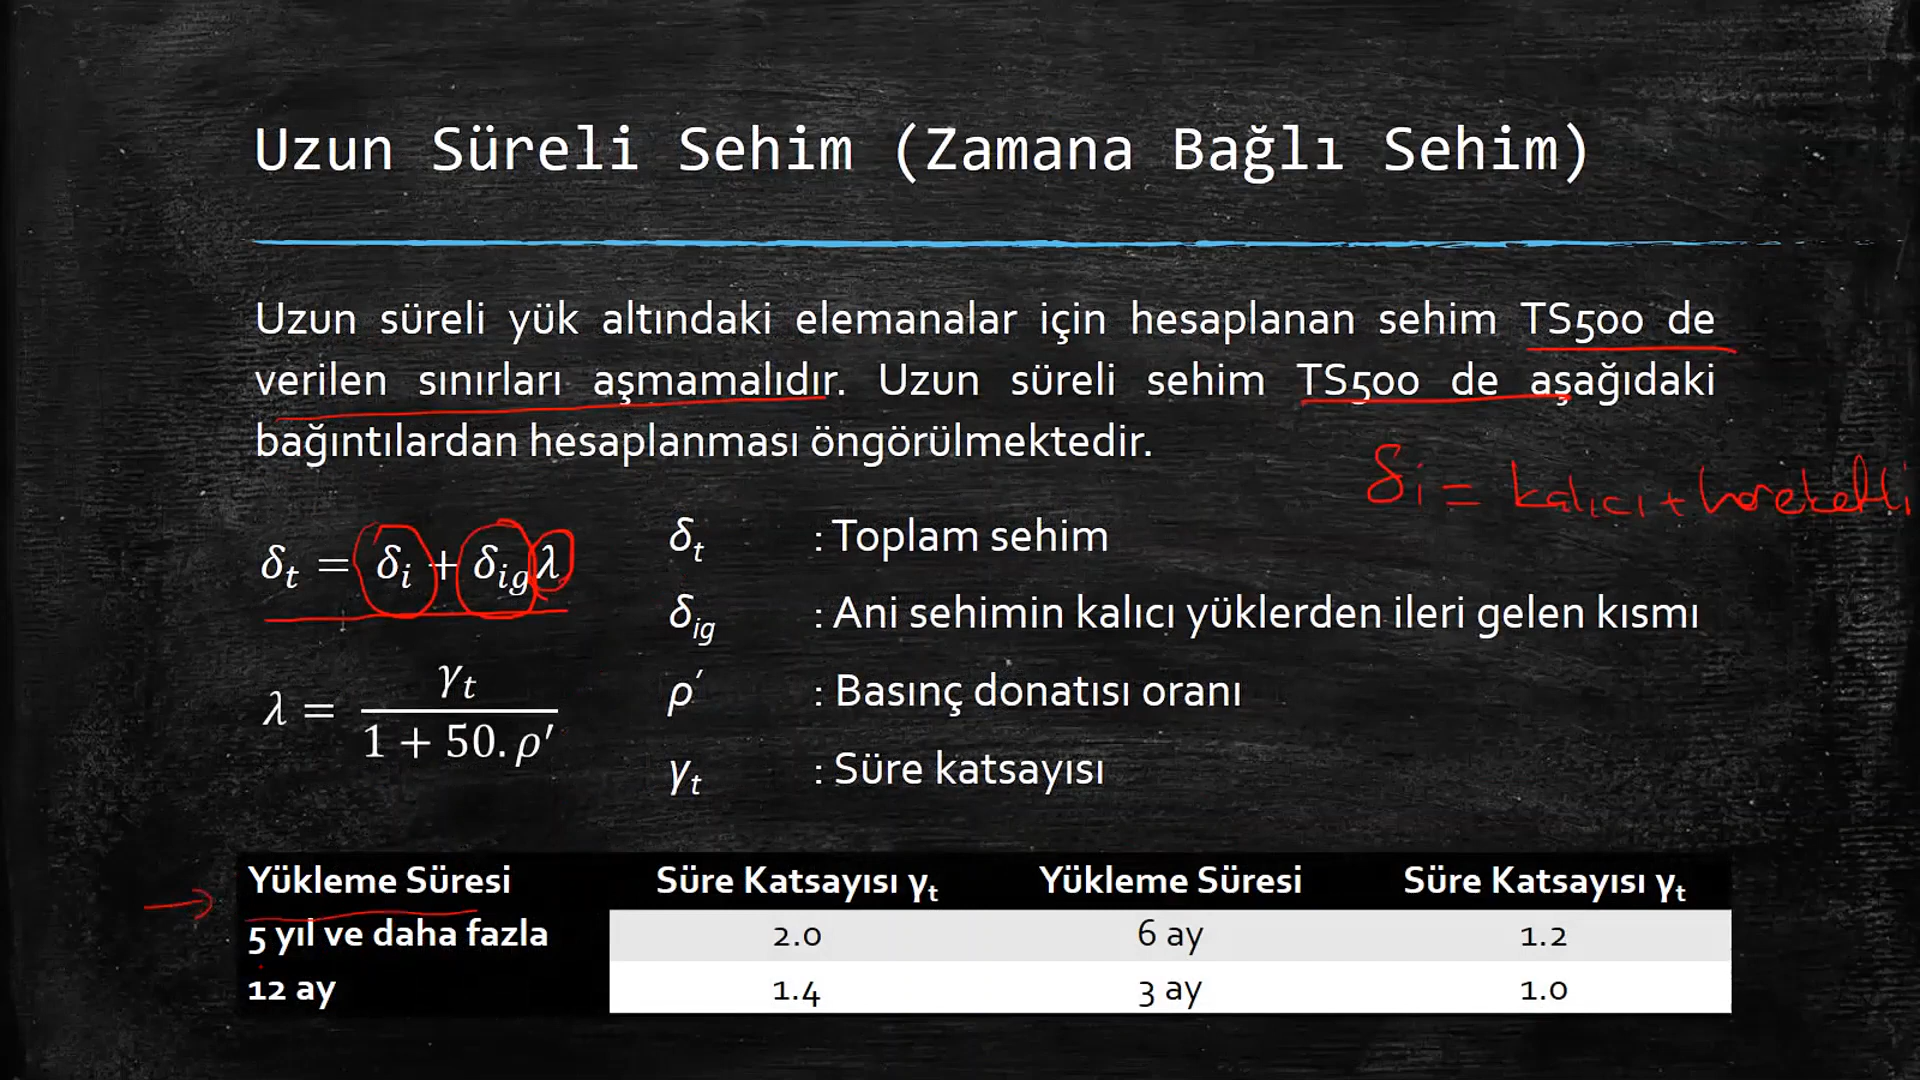 Uzun Süreli Sehim (Zamana Bağlı Sehim)
Uzun süreli yük altındaki elemanalar için hesaplanan sehim TS500 de
verilen sınırları aşmamalıdır. Uzun süreli sehim TS500 de aşağıdaki
bağıntılardan hesaplanması öngörülmektedir.
δi = kalıcı + hareketli
δt = δi + δig λ
λ = γt / (1 + 50. ρ′)
δt : Toplam sehim
δig : Ani sehimin kalıcı yüklerden ileri gelen kısmı
ρ′ : Basınç donatısı oranı
γt : Süre katsayısı
Yükleme Süresi Süre Katsayısı γt Yükleme Süresi Süre Katsayısı γt
5 yıl ve daha fazla 2.0 6 ay 1.2
12 ay 1.4 3 ay 1.0